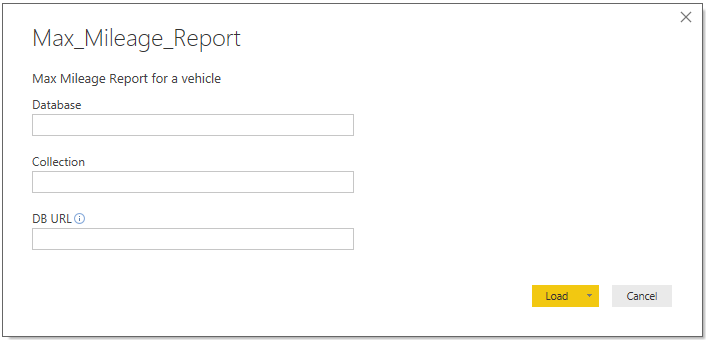 Max_Mileage_Report
Max Mileage Report for a vehicle
Database
Collection
DB URL
Load
Cancel